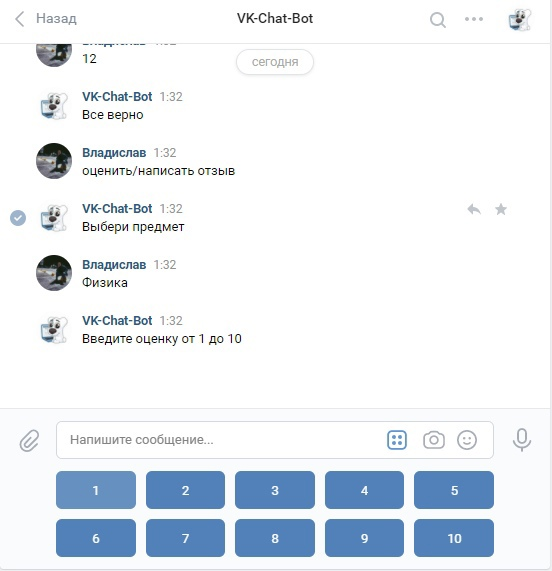 Назад
VK-Chat-Bot
12
сегодня
VK-Chat-Bot 1:32
Все верно
Владислав 1:32
оценить/написать отзыв
VK-Chat-Bot 1:32
Выбери предмет
Владислав 1:32
Физика
VK-Chat-Bot 1:32
Введите оценку от 1 до 10
Напишите сообщение...
1 2 3 4 5
6 7 8 9 10